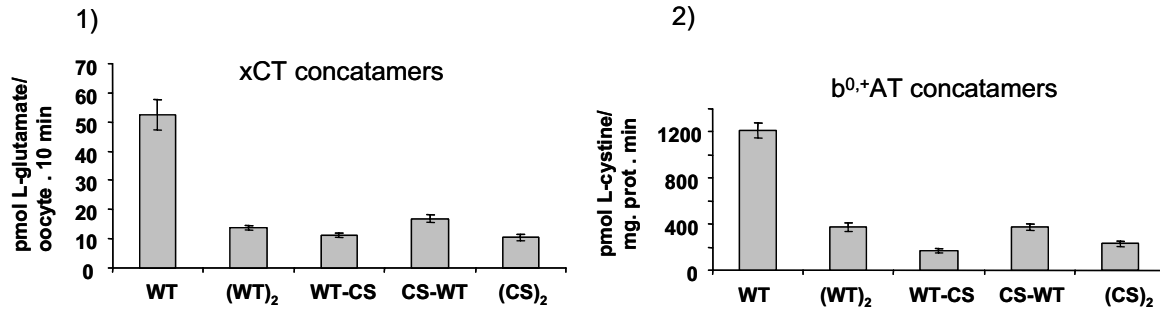 1)
xCT concatamers
pmol L-glutamate/
oocyte . 10 min
70
60
50
40
30
20
10
0
WT
(WT)2
WT-CS
CS-WT
(CS)2
2)
b0,+AT concatamers
pmol L-cystine/
mg. prot . min
1200
800
400
0
WT
(WT)2
WT-CS
CS-WT
(CS)2